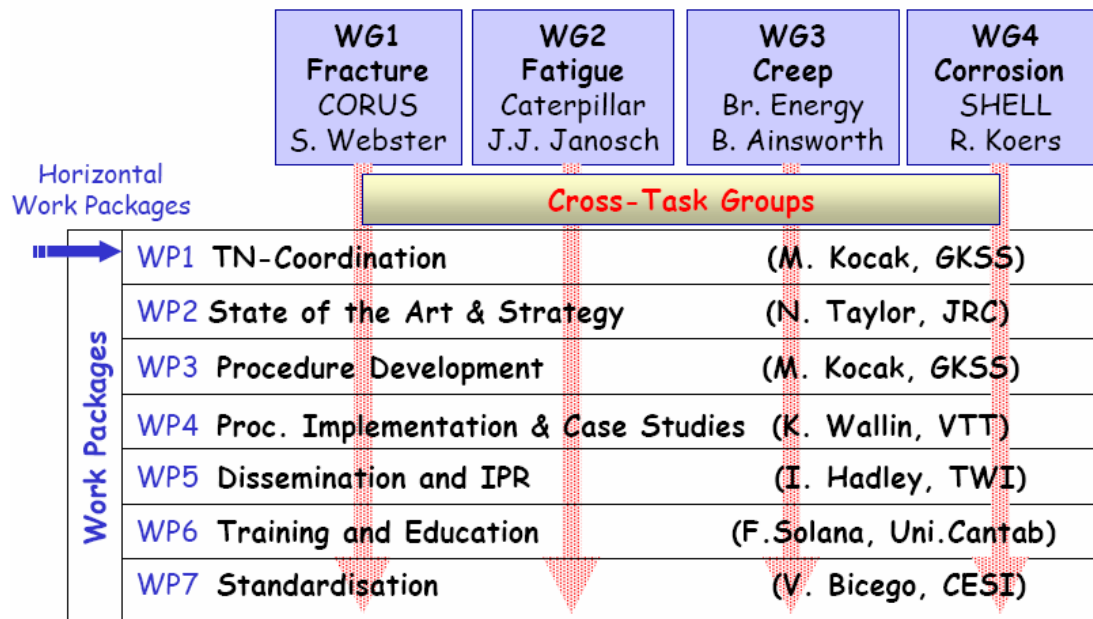 WG1
Fracture
CORUS
S. Webster
WG2
Fatigue
Caterpillar
J.J. Janosch
WG3
Creep
Br. Energy
B. Ainsworth
WG4
Corrosion
SHELL
R. Koers
Horizontal
Work Packages
Cross-Task Groups
Work Packages
WP1 TN-Coordination (M. Kocak, GKSS)
WP2 State of the Art & Strategy (N. Taylor, JRC)
WP3 Procedure Development (M. Kocak, GKSS)
WP4 Proc. Implementation & Case Studies (K. Wallin, VTT)
WP5 Dissemination and IPR (I. Hadley, TWI)
WP6 Training and Education (F.Solana, Uni.Cantab)
WP7 Standardisation (V. Bicego, CESI)